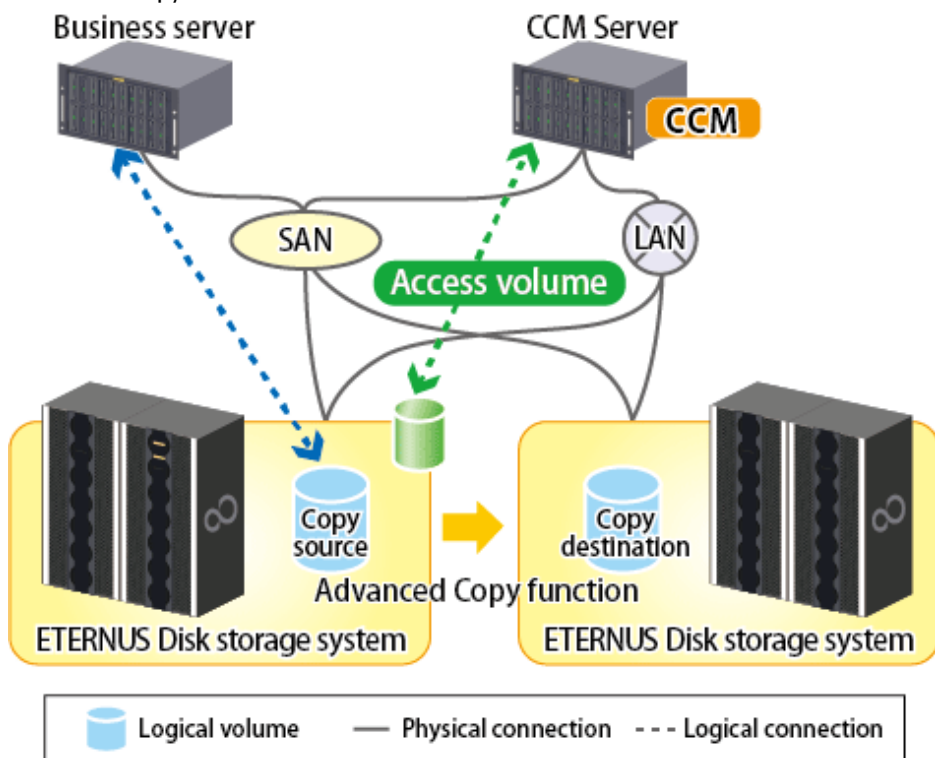 Business server
CCM Server
CCM
SAN
LAN
Access volume
Copy
source
Copy
destination
Advanced Copy function
ETERNUS Disk storage system
ETERNUS Disk storage system
Logical volume
Physical connection
Logical connection